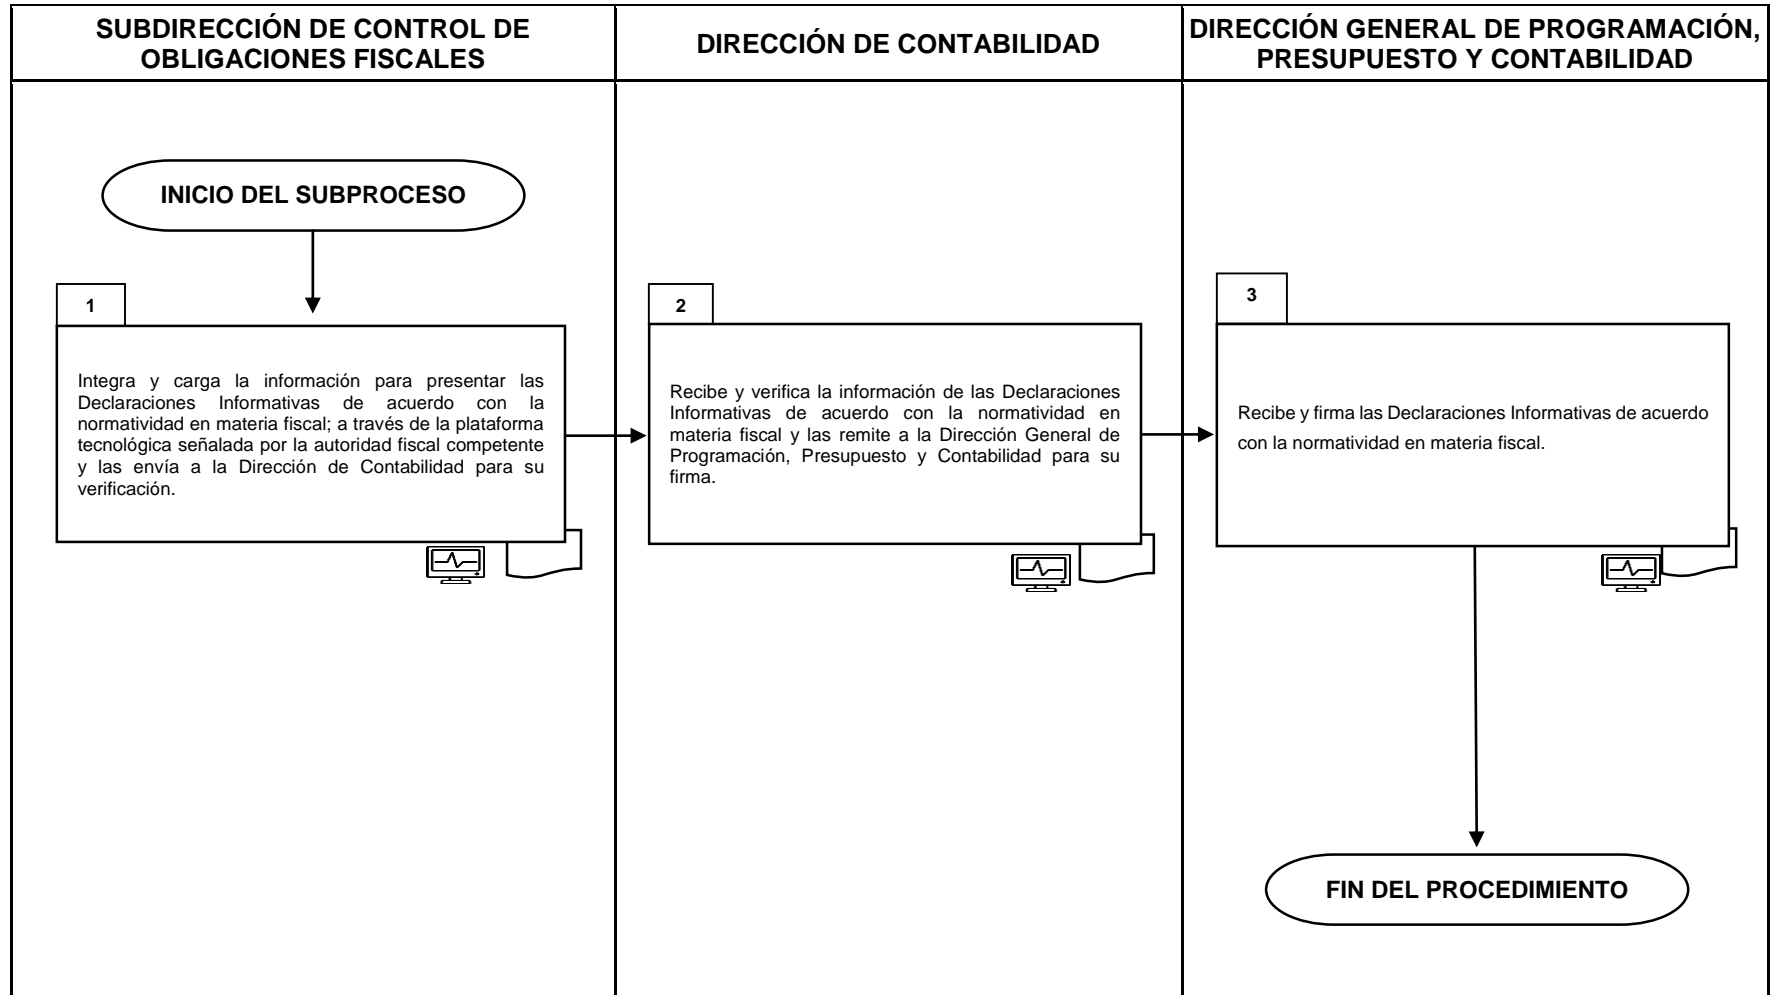 SUBDIRECCIÓN DE CONTROL DE
OBLIGACIONES FISCALES
DIRECCIÓN DE CONTABILIDAD
DIRECCIÓN GENERAL DE PROGRAMACIÓN,
PRESUPUESTO Y CONTABILIDAD
INICIO DEL SUBPROCESO
1
Integra y carga la información para presentar las
Declaraciones Informativas de acuerdo con la
normatividad en materia fiscal; a través de la plataforma
tecnológica señalada por la autoridad fiscal competente
y las envía a la Dirección de Contabilidad para su
verificación.
2
Recibe y verifica la información de las Declaraciones
Informativas de acuerdo con la normatividad en
materia fiscal y las remite a la Dirección General de
Programación, Presupuesto y Contabilidad para su
firma.
3
Recibe y firma las Declaraciones Informativas de acuerdo
con la normatividad en materia fiscal.
FIN DEL PROCEDIMIENTO